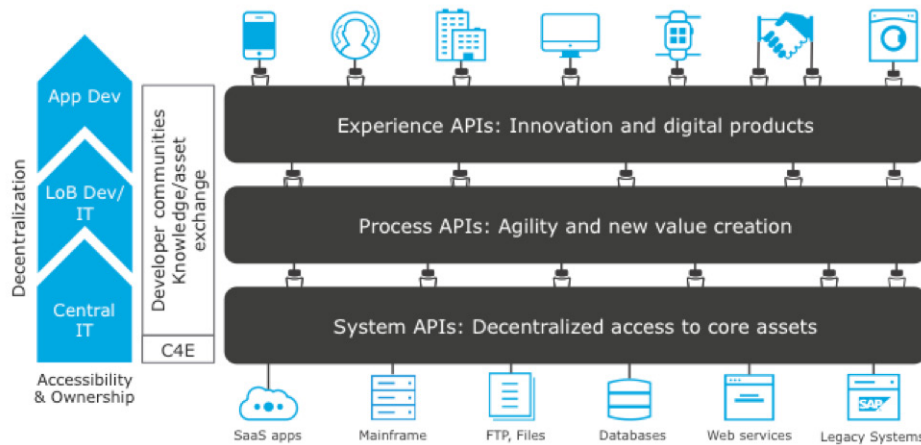 Decentralization
App Dev
LoB Dev/
IT
Central
IT
Accessibility
& Ownership
Developer communities
Knowledge/asset
exchange
C4E
Experience APIs: Innovation and digital products
Process APIs: Agility and new value creation
System APIs: Decentralized access to core assets
SaaS apps
Mainframe
FTP, Files
Databases
Web services
SAP
Legacy Systems